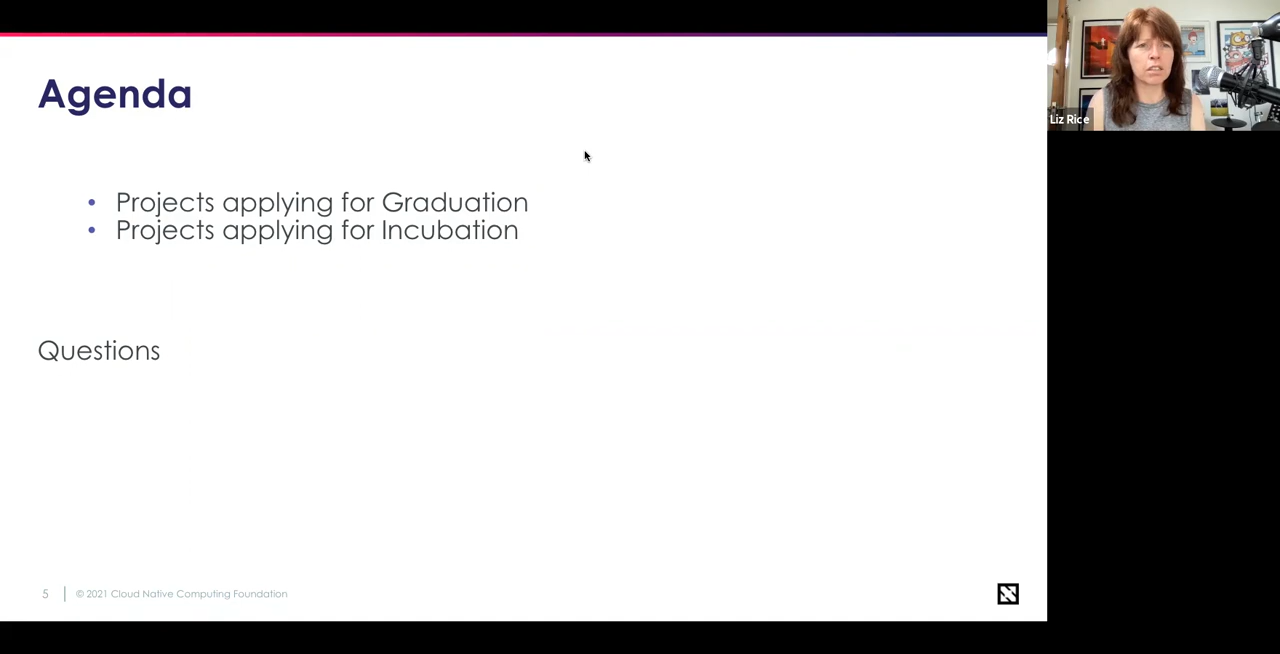 Agenda
• Projects applying for Graduation
• Projects applying for Incubation
Questions
5
© 2021 Cloud Native Computing Foundation
Liz Rice